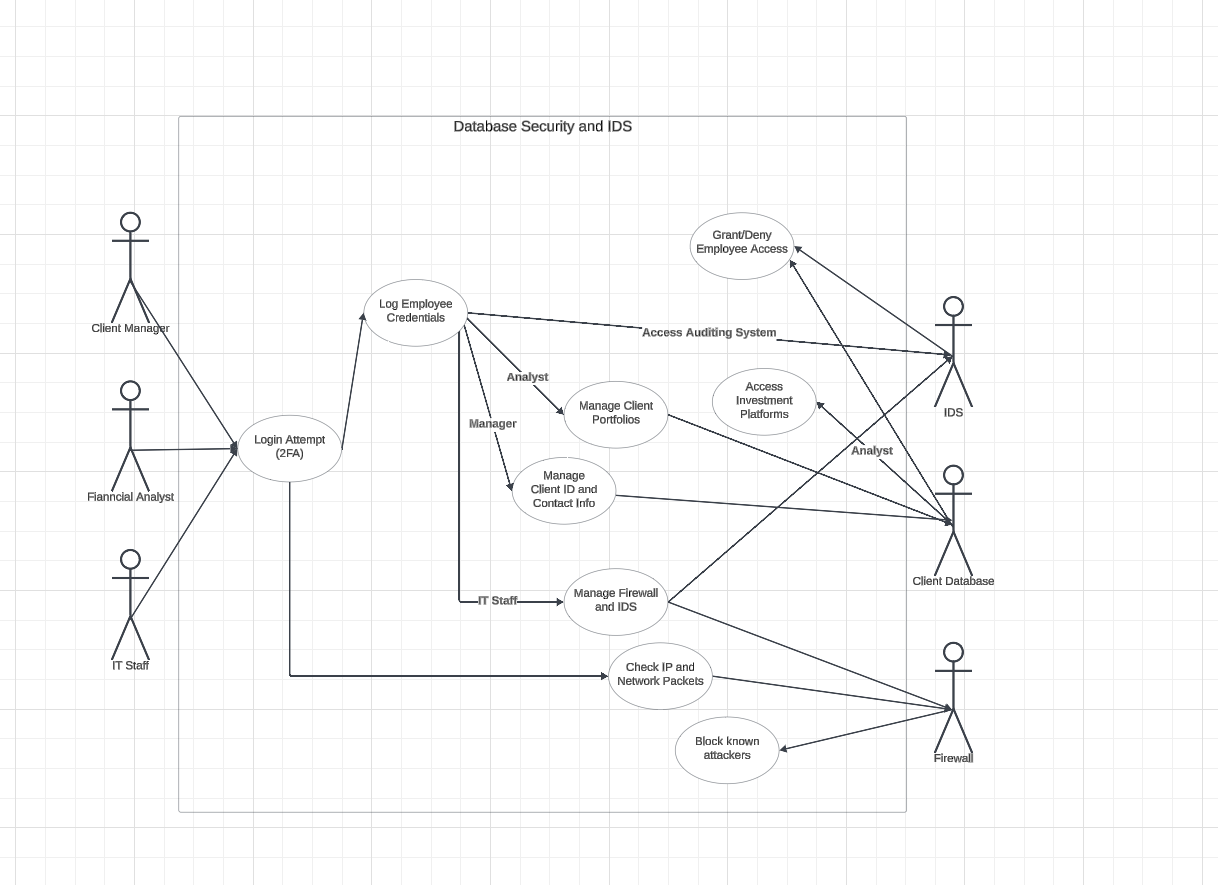 Database Security and IDS
Grant/Deny
Employee Access
Log Employee
Credentials
Access Auditing System
Client Manager
Analyst
Manage Client
Portfolios
Access
Investment
Platforms
IDS
Manager
Login Attempt
(2FA)
Analyst
Manage
Client ID and
Contact Info
Fianncial Analyst
Client Database
IT Staff
Manage Firewall
and IDS
IT Staff
Check IP and
Network Packets
Block known
attackers
Firewall